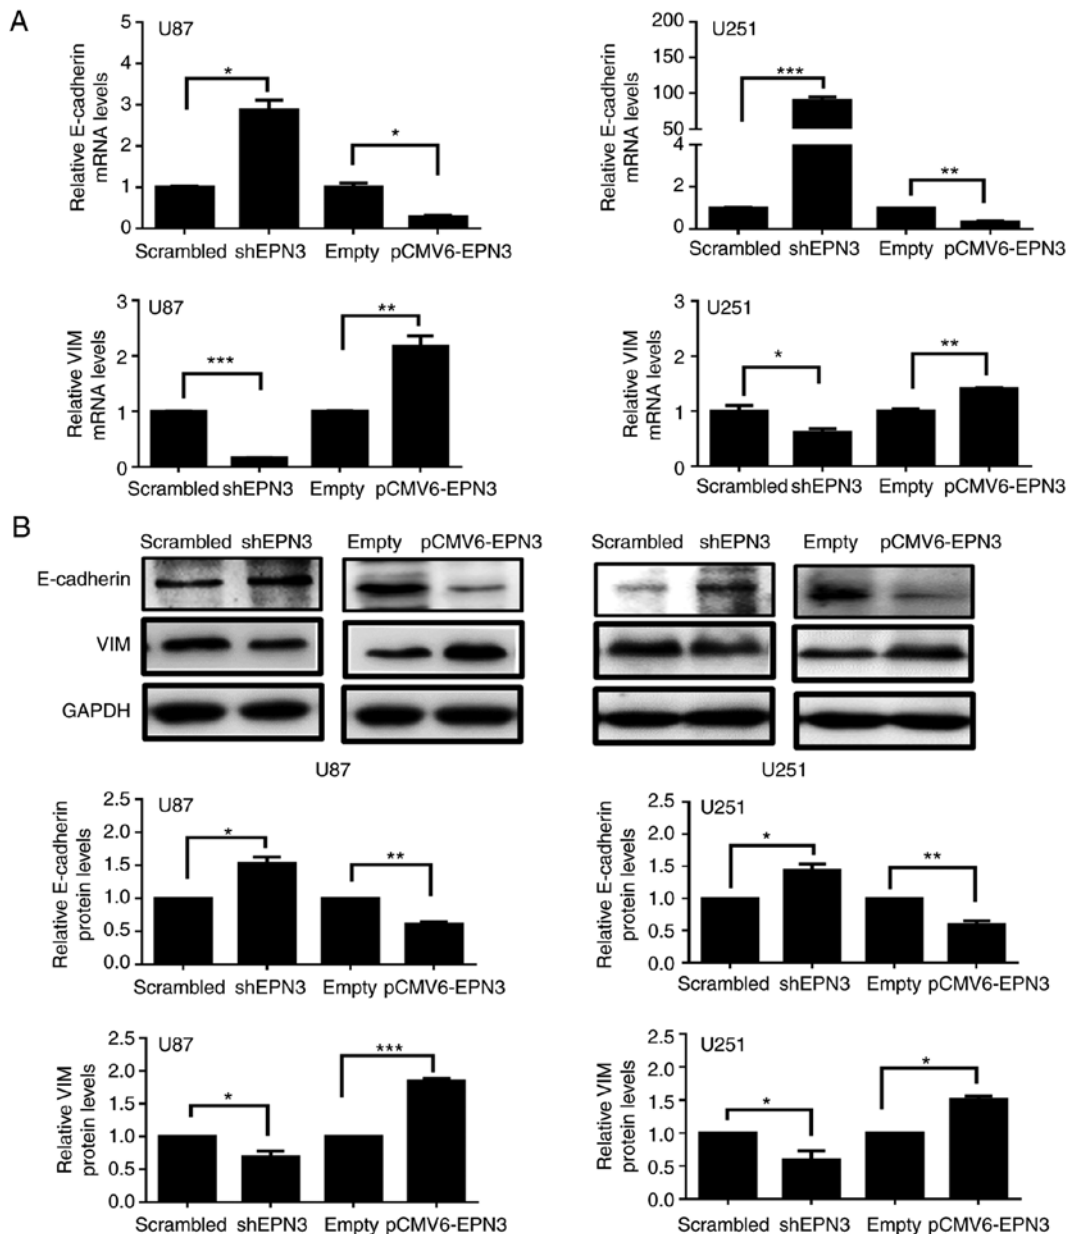 A
U87
Relative E-cadherin
mRNA levels
5
4
3
2
1
0
*
*
Scrambled shEPN3 Empty pCMV6-EPN3
U251
Relative E-cadherin
mRNA levels
200
150
100
50
4
2
0
***
**
Scrambled shEPN3 Empty pCMV6-EPN3
U87
Relative VIM
mRNA levels
3
2
1
0
***
**
Scrambled shEPN3 Empty pCMV6-EPN3
U251
Relative VIM
mRNA levels
3
2
1
0
*
**
Scrambled shEPN3 Empty pCMV6-EPN3
B
Scrambled shEPN3 Empty pCMV6-EPN3 Scrambled shEPN3 Empty pCMV6-EPN3
E-cadherin
VIM
GAPDH
U87 U251
U87
Relative E-cadherin
protein levels
2.5
2.0
1.5
1.0
0.5
0.0
*
**
Scrambled shEPN3 Empty pCMV6-EPN3
U251
Relative E-cadherin
protein levels
2.5
2.0
1.5
1.0
0.5
0.0
*
**
Scrambled shEPN3 Empty pCMV6-EPN3
U87
Relative VIM
protein levels
2.5
2.0
1.5
1.0
0.5
0.0
*
***
Scrambled shEPN3 Empty pCMV6-EPN3
U251
Relative VIM
protein levels
2.5
2.0
1.5
1.0
0.5
0.0
*
*
Scrambled shEPN3 Empty pCMV6-EPN3